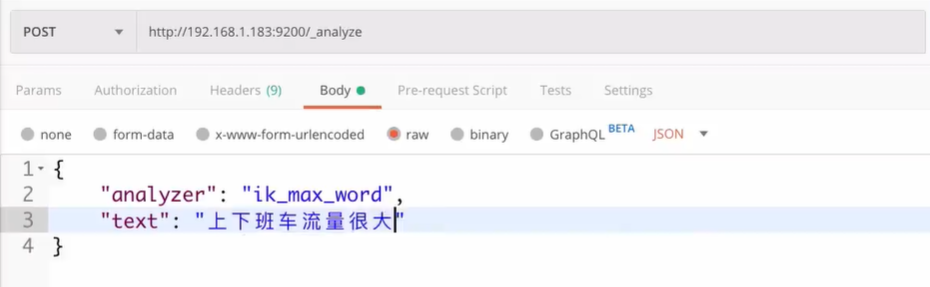 POST http://192.168.1.183:9200/_analyze
Params Authorization Headers (9) Body Pre-request Script Tests Settings
none form-data x-www-form-urlencoded raw binary GraphQL BETA JSON
1 {
2 "analyzer": "ik_max_word",
3 "text": "上下班车流量很大"
4 }